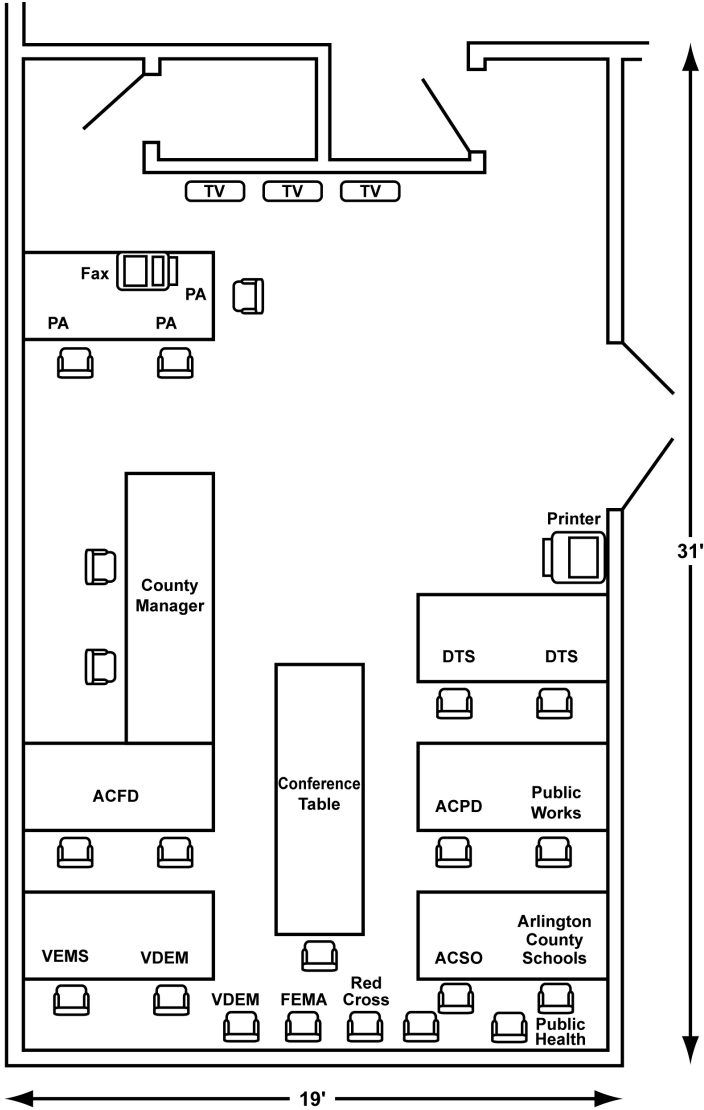 TV TV TV
Fax
PA
PA PA
Printer
31'
County
Manager
DTS DTS
Conference
Table
ACFD
ACPD
Public
Works
VEMS VDEM
ACSO
Arlington
County
Schools
VDEM FEMA
Red
Cross
Public
Health
19'